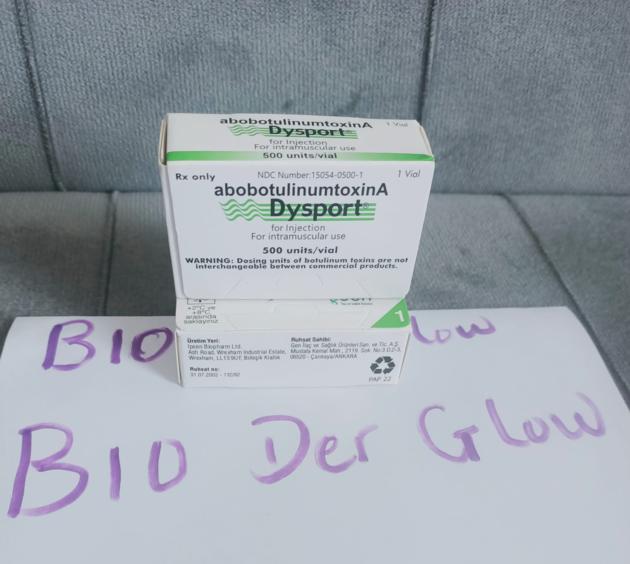 abobotulinumtoxinA 1 Vial
Dysport®
for Injection
For intramuscular use
500 units/vial
Rx only NDC Number:15054-0500-1 1 Vial
abobotulinumtoxinA
Dysport®
for Injection
For intramuscular use
500 units/vial
WARNING: Dosing units of botulinum toxins are not
interchangeable between commercial products.
+2°C ve
+8°C
arasında
saklayınız
1
Üretim Yeri:
Ipsen Biopharm Ltd.
Ash Road, Wrexham Industrial Estate,
Wrexham, LL13 9UF, Birleşik Krallık
Ruhsat no:
31.07.2002 - 112/82
Ruhsat Sahibi:
Gen İlaç ve Sağlık Ürünleri San. ve Tic. A.Ş.
Mustafa Kemal Mah., 2119. Sok. No:3 D:2-3,
06520 - Çankaya/ANKARA
PAP 22
BIO low
BIO Der Glow